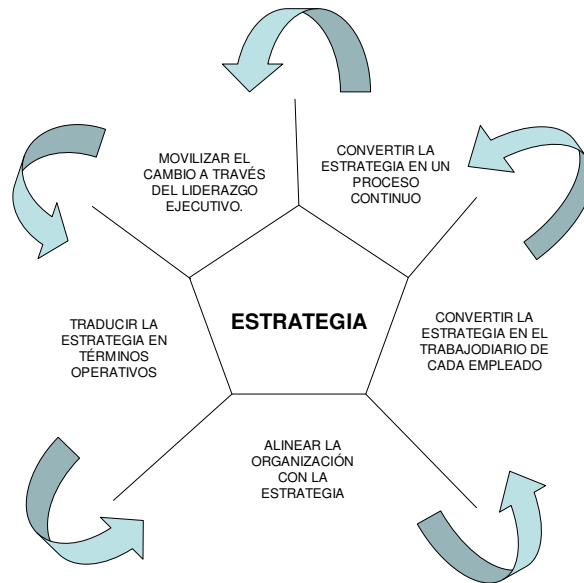 MOVILIZAR EL
CAMBIO A TRAVÉS
DEL LIDERAZGO
EJECUTIVO.
CONVERTIR LA
ESTRATEGIA EN UN
PROCESO
CONTINUO
ESTRATEGIA
TRADUCIR LA
ESTRATEGIA EN
TÉRMINOS
OPERATIVOS
CONVERTIR LA
ESTRATEGIA EN EL
TRABAJODIARIO DE
CADA EMPLEADO
ALINEAR LA
ORGANIZACIÓN
CON LA
ESTRATEGIA